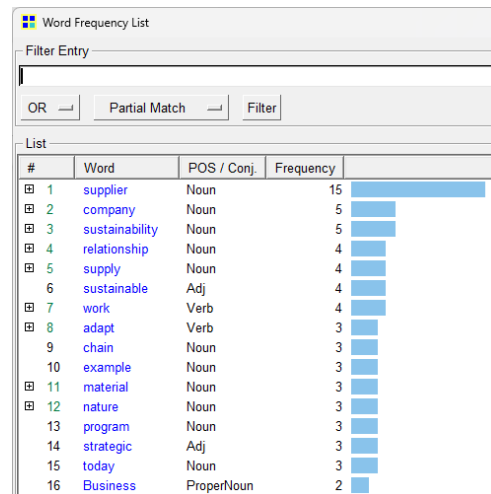 Word Frequency List
Filter Entry
OR Partial Match Filter
List
# Word POS / Conj. Frequency
1 supplier Noun 15
2 company Noun 5
3 sustainability Noun 5
4 relationship Noun 4
5 supply Noun 4
6 sustainable Adj 4
7 work Verb 4
8 adapt Verb 3
9 chain Noun 3
10 example Noun 3
11 material Noun 3
12 nature Noun 3
13 program Noun 3
14 strategic Adj 3
15 today Noun 3
16 Business ProperNoun 2